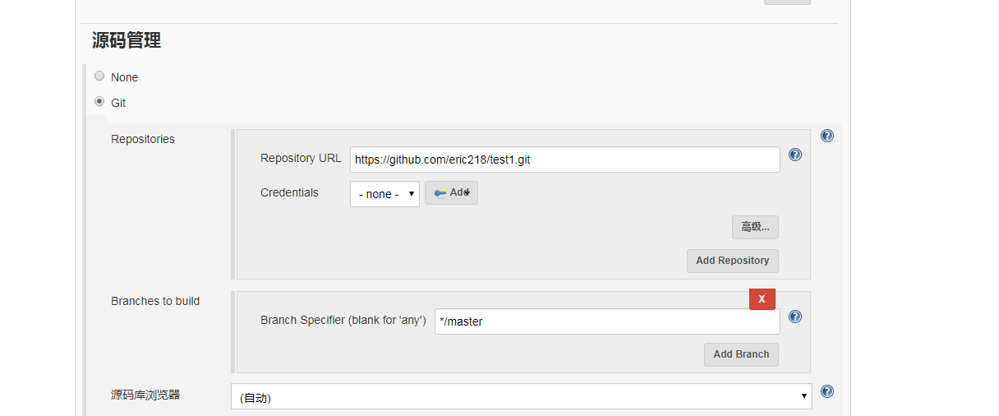 源码管理
None
Git
Repositories
Repository URL https://github.com/eric218/test1.git
Credentials - none - Add
高级...
Add Repository
X
Branches to build
Branch Specifier (blank for 'any') */master
Add Branch
源码库浏览器 (自动)